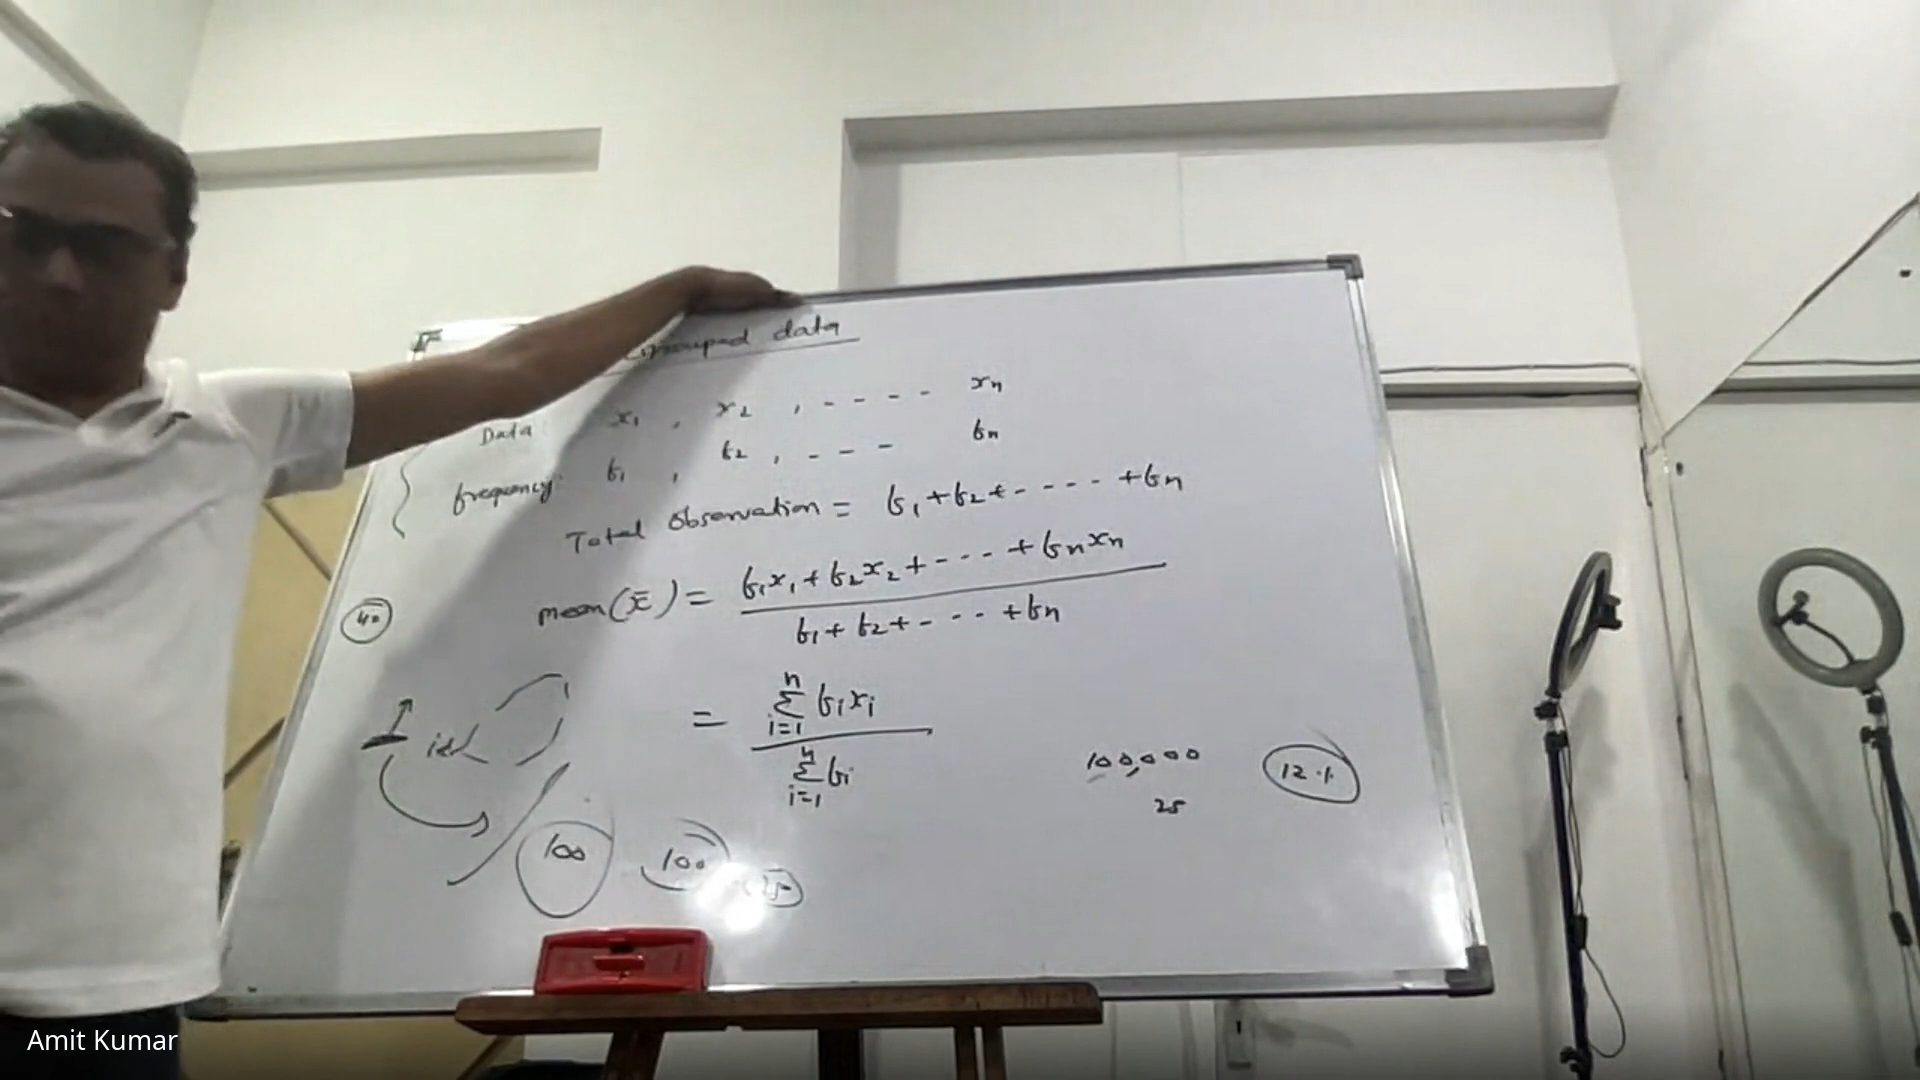 Grouped data
Data x₁ , x₂ , - - - - xₙ
frequency: f₁ , f₂ , - - - fₙ
Total Observation = f₁ + f₂ + - - - - + fₙ
mean(x̄) = f₁x₁ + f₂x₂ + - - - + fₙxₙ
f₁ + f₂ + - - - + fₙ
= n Σ i=1 fᵢxᵢ
n Σ i=1 fᵢ
40
100,000 12 %
25
100 100 25
Amit Kumar